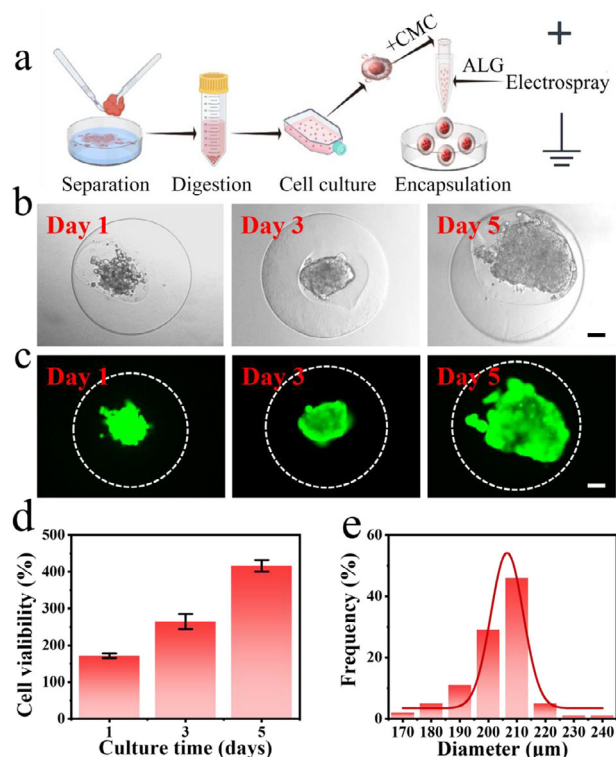 a
+CMC
ALG
Electrospray
+
Separation
Digestion
Cell culture
Encapsulation
b
Day 1
Day 3
Day 5
c
Day 1
Day 3
Day 5
d
Cell vialibility (%)
500
400
300
200
100
0
1
3
5
Culture time (days)
e
Frequency (%)
60
40
20
0
170 180 190 200 210 220 230 240
Diameter (μm)